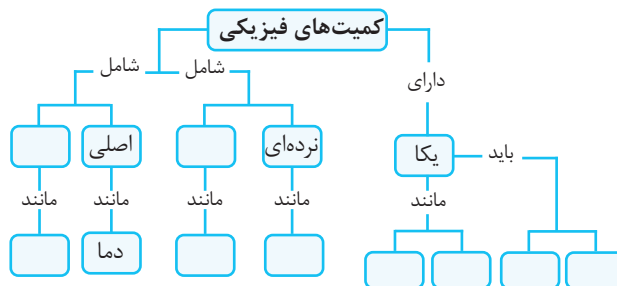 کمیت‌های فیزیکی
دارای
شامل
شامل
نرده‌ای
اصلی
یکا
باید
مانند
مانند
مانند
مانند
مانند
دما